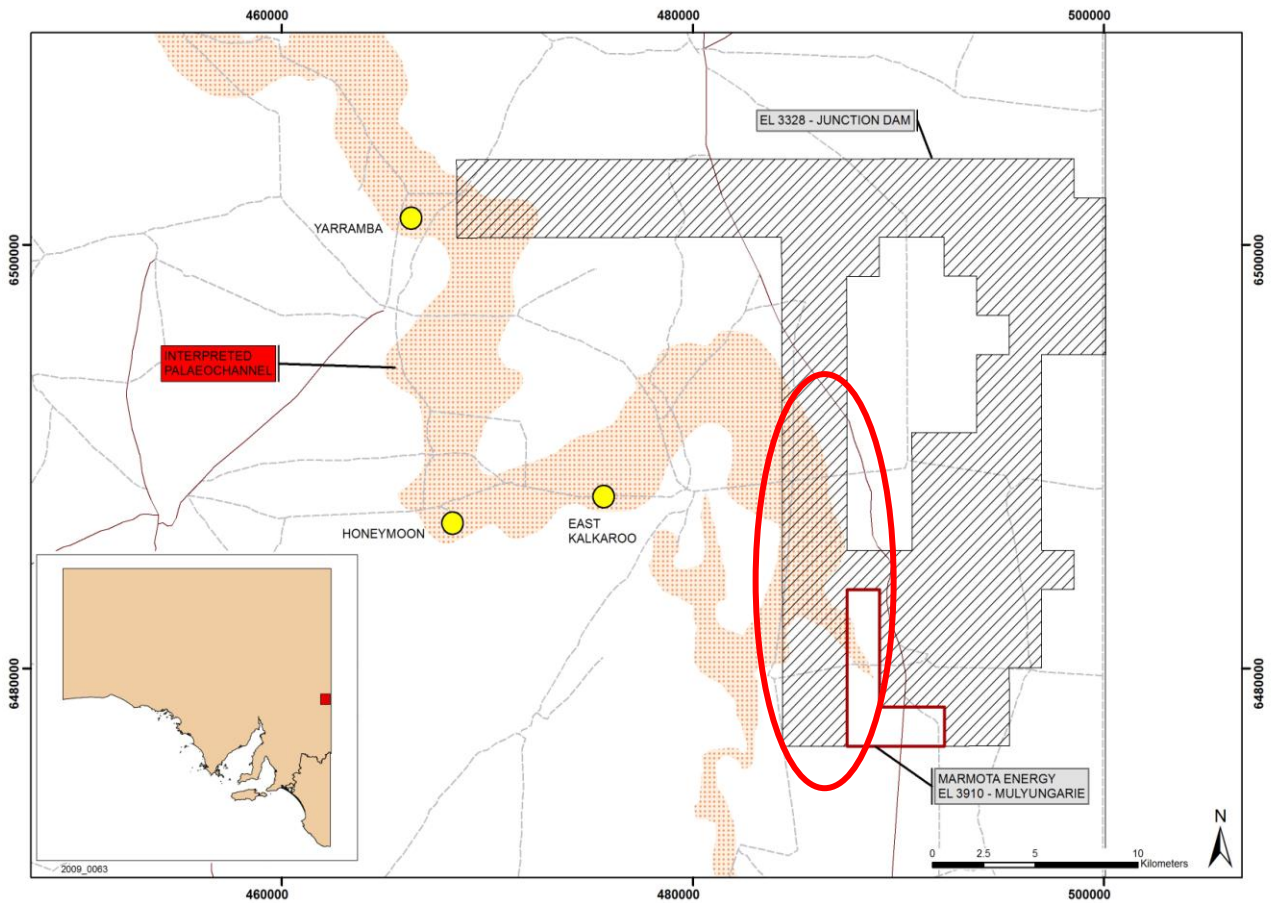 460000
480000
500000
EL 3328 - JUNCTION DAM
YARRAMBA
6500000
6500000
INTERPRETED
PALAEOCHANNEL
HONEYMOON
EAST
KALKAROO
6480000
6480000
MARMOTA ENERGY
EL 3910 - MULYUNGARIE
N
0 2.5 5 10
Kilometers
2009_0063
460000
480000
500000